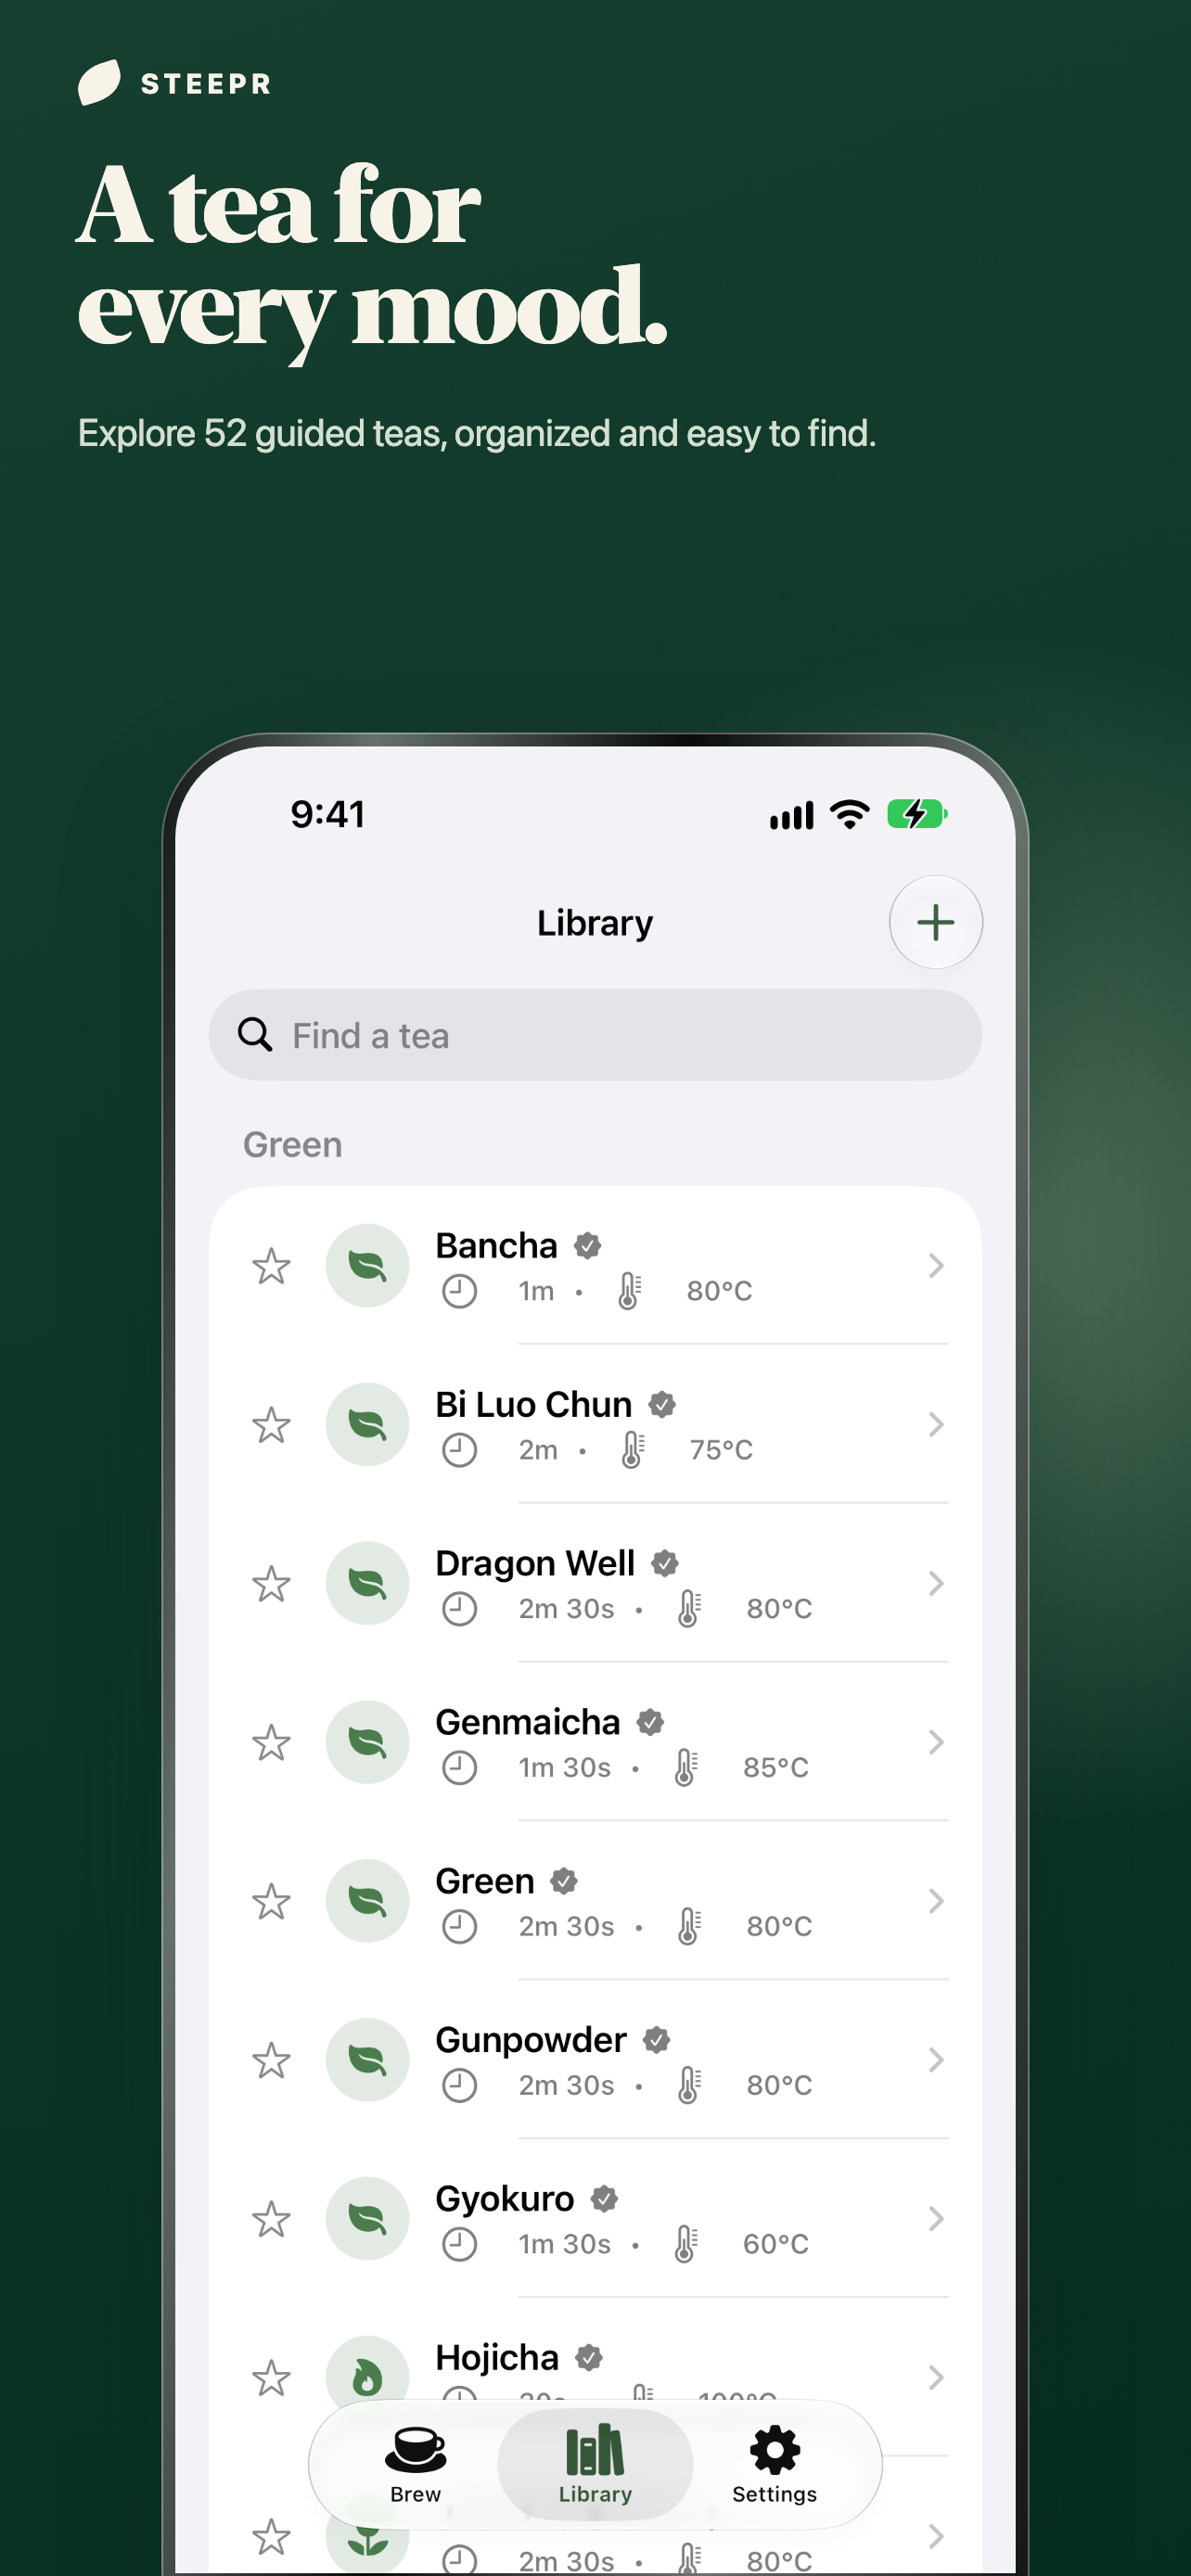 STEEPR
A tea for
every mood.
Explore 52 guided teas, organized and easy to find.
9:41
Library
Find a tea
Green
Bancha
1m • 80°C
Bi Luo Chun
2m • 75°C
Dragon Well
2m 30s • 80°C
Genmaicha
1m 30s • 85°C
Green
2m 30s • 80°C
Gunpowder
2m 30s • 80°C
Gyokuro
1m 30s • 60°C
Hojicha
Brew
Library
Settings
2m 30s • 80°C